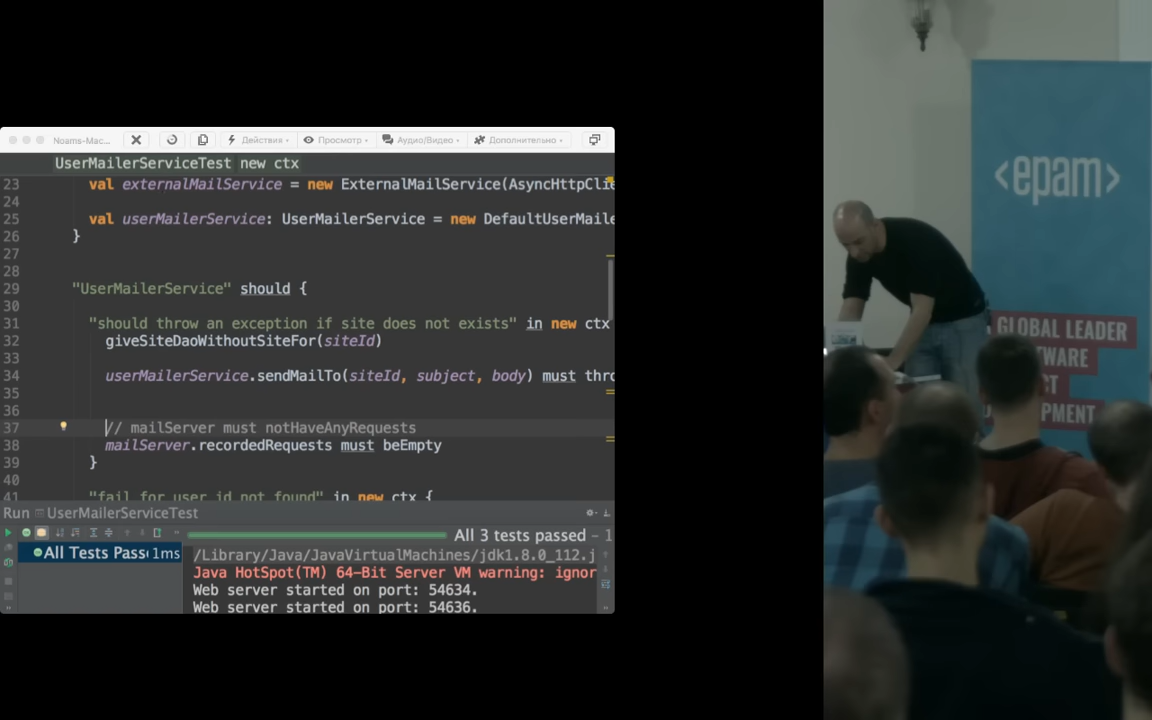 Noams-Mac...
Действия
Просмотр
Аудио/Видео
Дополнительно
UserMailerServiceTest new ctx
23 val externalMailService = new ExternalMailService(AsyncHttpClie
24
25 val userMailerService: UserMailerService = new DefaultUserMaile
26 }
27
28
29 "UserMailerService" should {
30
31 "should throw an exception if site does not exists" in new ctx
32 giveSiteDaoWithoutSiteFor(siteId)
33
34 userMailerService.sendMailTo(siteId, subject, body) must thro
35
36
37 // mailServer must notHaveAnyRequests
38 mailServer.recordedRequests must beEmpty
39 }
40
41 "fail for user id not found" in new ctx {
Run UserMailerServiceTest
All 3 tests passed – 1
All Tests Pass 1ms
/Library/Java/JavaVirtualMachines/jdk1.8.0_112.j
Java HotSpot(TM) 64-Bit Server VM warning: ignor
Web server started on port: 54634.
Web server started on port: 54636.
<epam>
GLOBAL LEADER